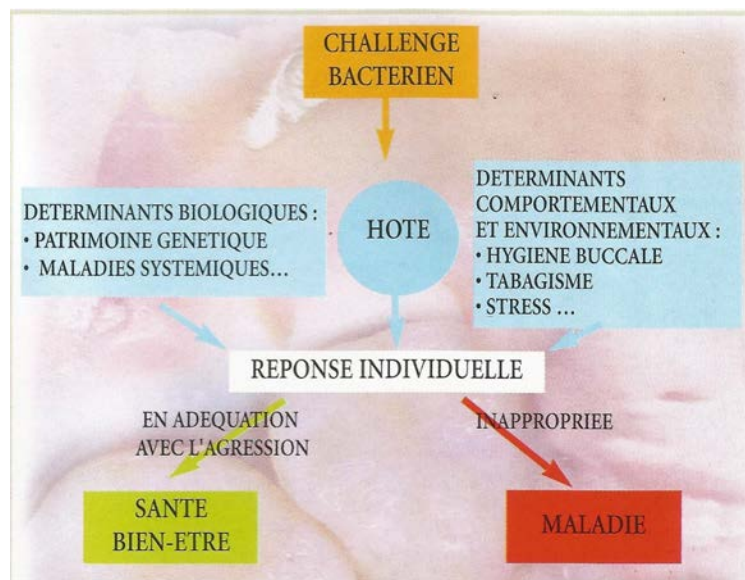 CHALLENGE
BACTERIEN
DETERMINANTS BIOLOGIQUES :
• PATRIMOINE GENETIQUE
• MALADIES SYSTEMIQUES...
HOTE
DETERMINANTS
COMPORTEMENTAUX
ET ENVIRONNEMENTAUX :
• HYGIENE BUCCALE
• TABAGISME
• STRESS ...
REPONSE INDIVIDUELLE
EN ADEQUATION
AVEC L'AGRESSION
INAPPROPRIEE
SANTE
BIEN-ETRE
MALADIE